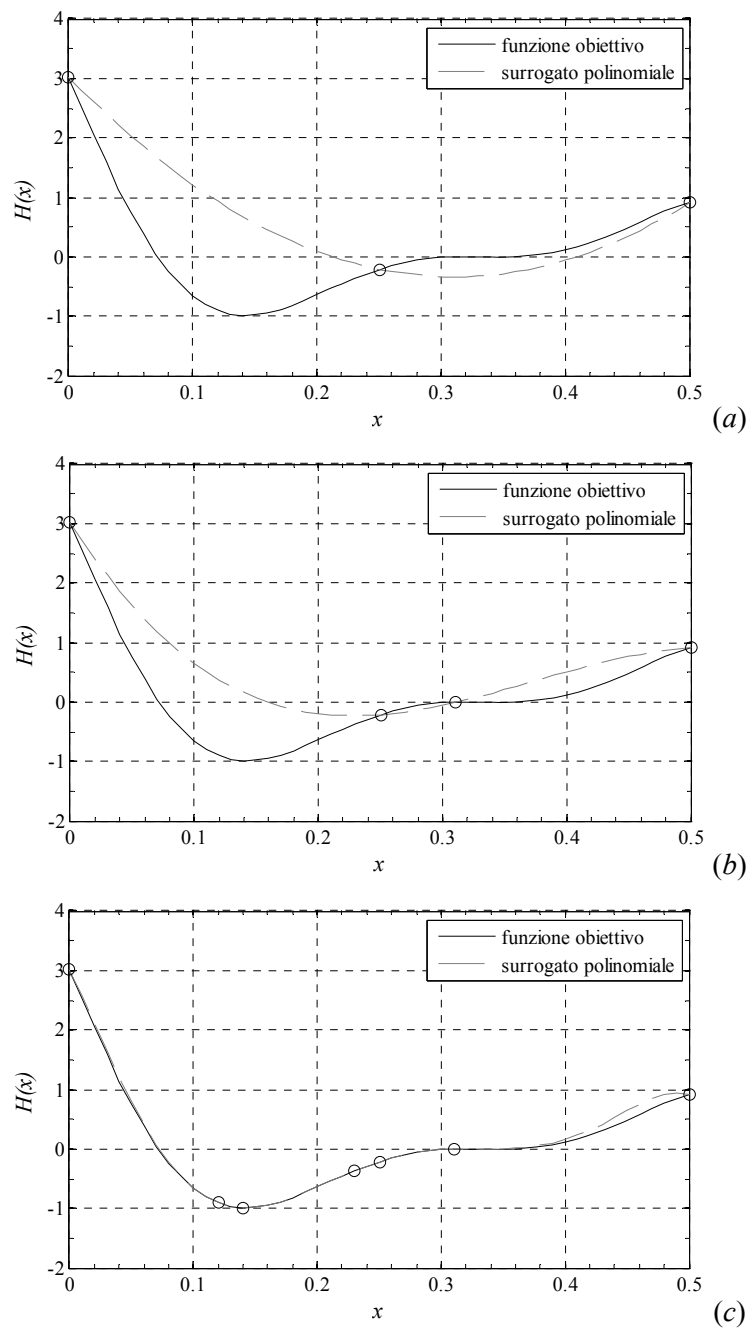 4
3
2
1
0
-1
-2
H(x)
funzione obiettivo
surrogato polinomiale
0
0.1
0.2
0.3
0.4
0.5
x
(a)
4
3
2
1
0
-1
-2
H(x)
funzione obiettivo
surrogato polinomiale
0
0.1
0.2
0.3
0.4
0.5
x
(b)
4
3
2
1
0
-1
-2
H(x)
funzione obiettivo
surrogato polinomiale
0
0.1
0.2
0.3
0.4
0.5
x
(c)